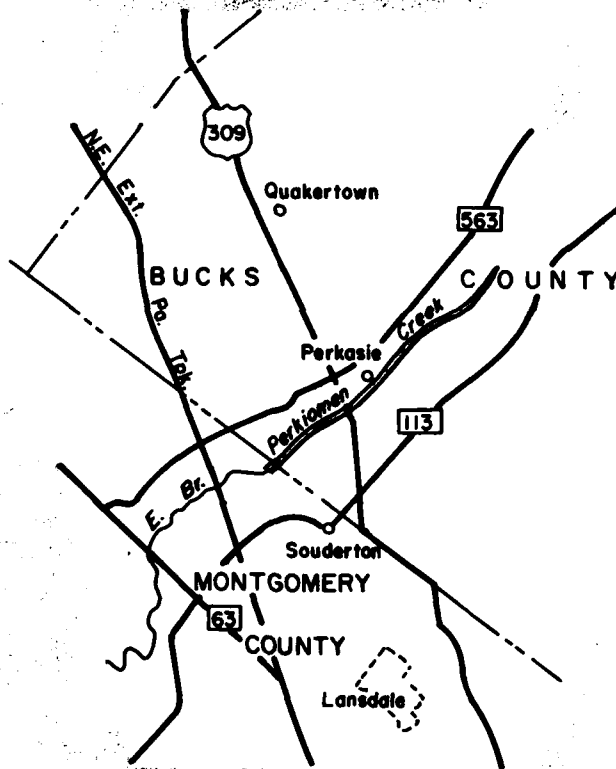 309
N.E. Ext.
Quakertown
563
BUCKS
COUNTY
Pa. Tpk.
Creek
Perkasie
Perkiomen
113
E. Br.
Souderton
MONTGOMERY
63
COUNTY
Lansdale